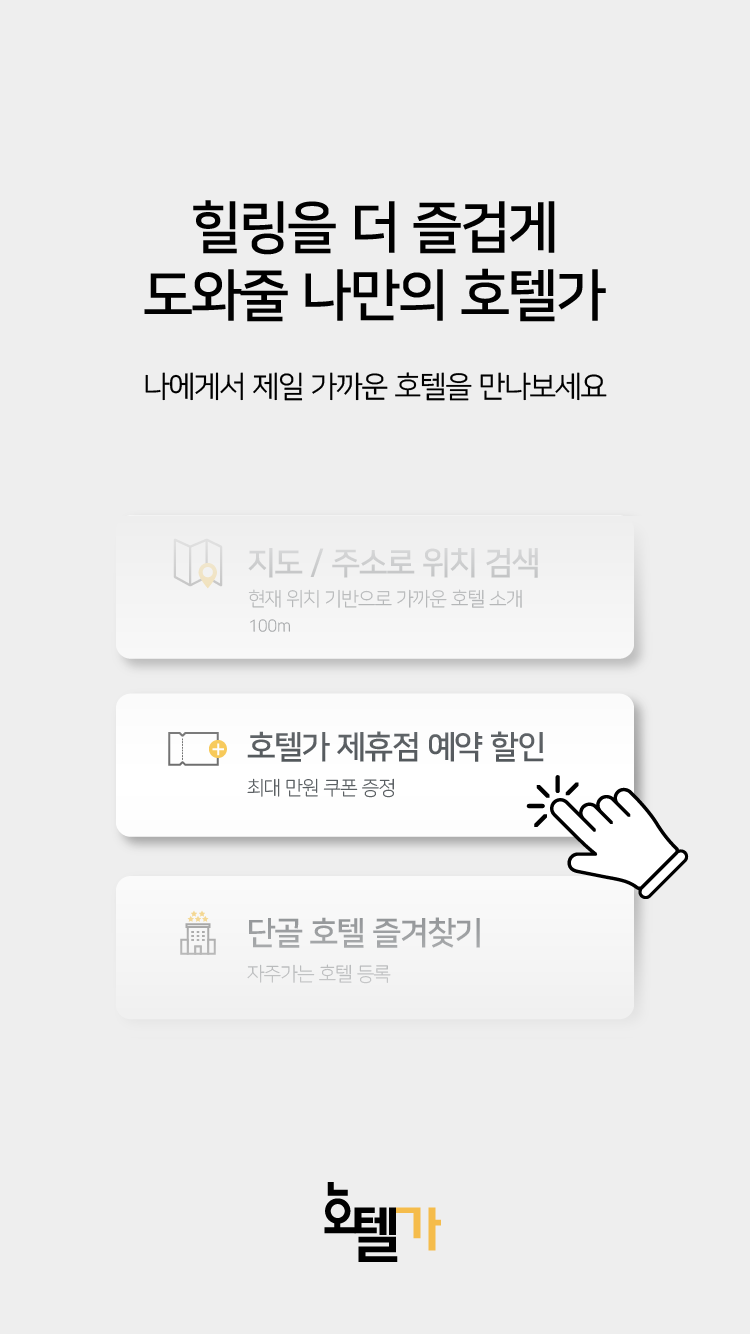 힐링을 더 즐겁게
도와줄 나만의 호텔가
나에게서 제일 가까운 호텔을 만나보세요
지도 / 주소로 위치 검색
현재 위치 기반으로 가까운 호텔 소개
100m
호텔가 제휴점 예약 할인
최대 만원 쿠폰 증정
단골 호텔 즐겨찾기
자주가는 호텔 등록
호텔가